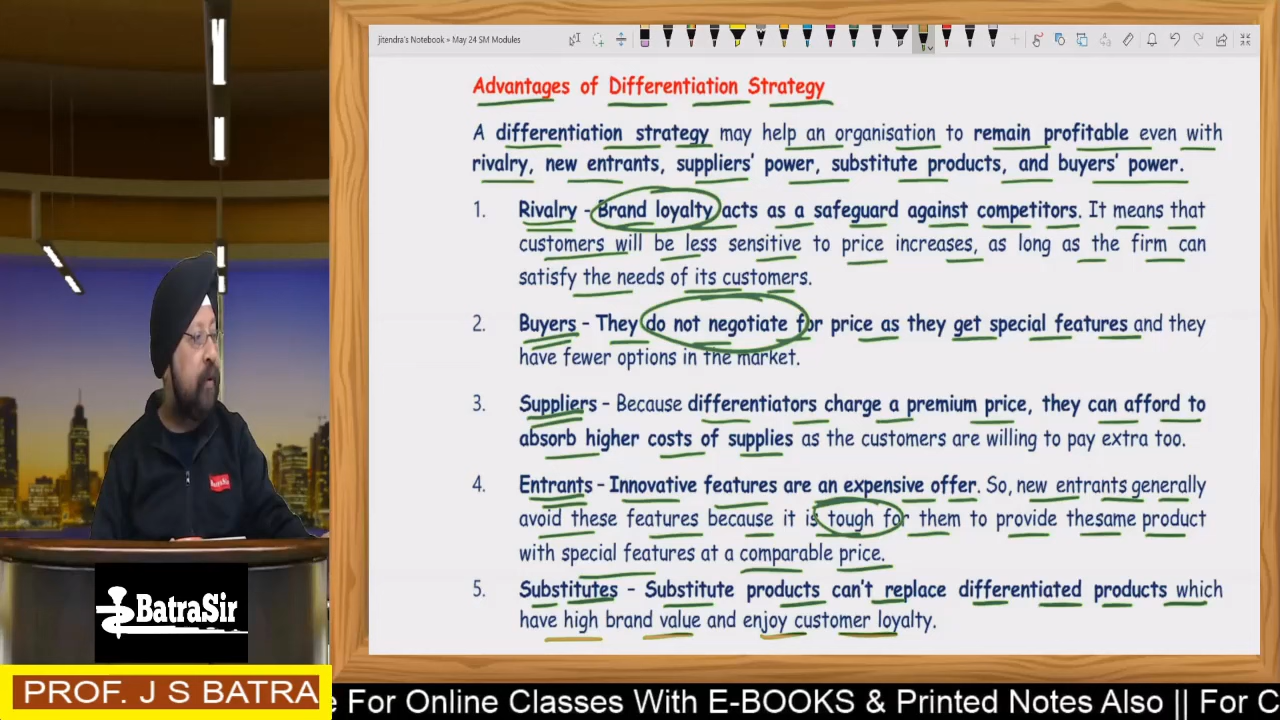 jitendra's Notebook » May 24 SM Modules
Advantages of Differentiation Strategy
A differentiation strategy may help an organisation to remain profitable even with
rivalry, new entrants, suppliers' power, substitute products, and buyers' power.
1. Rivalry - Brand loyalty acts as a safeguard against competitors. It means that
customers will be less sensitive to price increases, as long as the firm can
satisfy the needs of its customers.
2. Buyers - They do not negotiate for price as they get special features and they
have fewer options in the market.
3. Suppliers - Because differentiators charge a premium price, they can afford to
absorb higher costs of supplies as the customers are willing to pay extra too.
4. Entrants - Innovative features are an expensive offer. So, new entrants generally
avoid these features because it is tough for them to provide thesame product
with special features at a comparable price.
5. Substitutes - Substitute products can't replace differentiated products which
have high brand value and enjoy customer loyalty.
BatraSir
PROF. J S BATRA
e For Online Classes With E-BOOKS & Printed Notes Also || For C